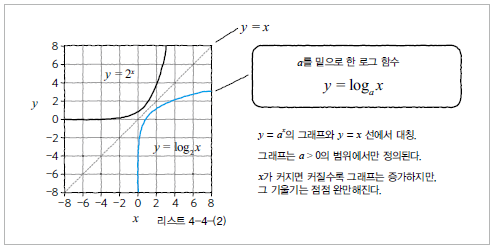 y = x
8
6
4
2
0
-2
-4
-6
-8
y
y = 2ˣ
y = log₂x
-8 -6 -4 -2 0 2 4 6 8
x
리스트 4-4-(2)
a를 밑으로 한 로그 함수
y = logₐx
y = aˣ의 그래프와 y = x 선에서 대칭.
그래프는 a > 0의 범위에서만 정의된다.
x가 커지면 커질수록 그래프는 증가하지만,
그 기울기는 점점 완만해진다.